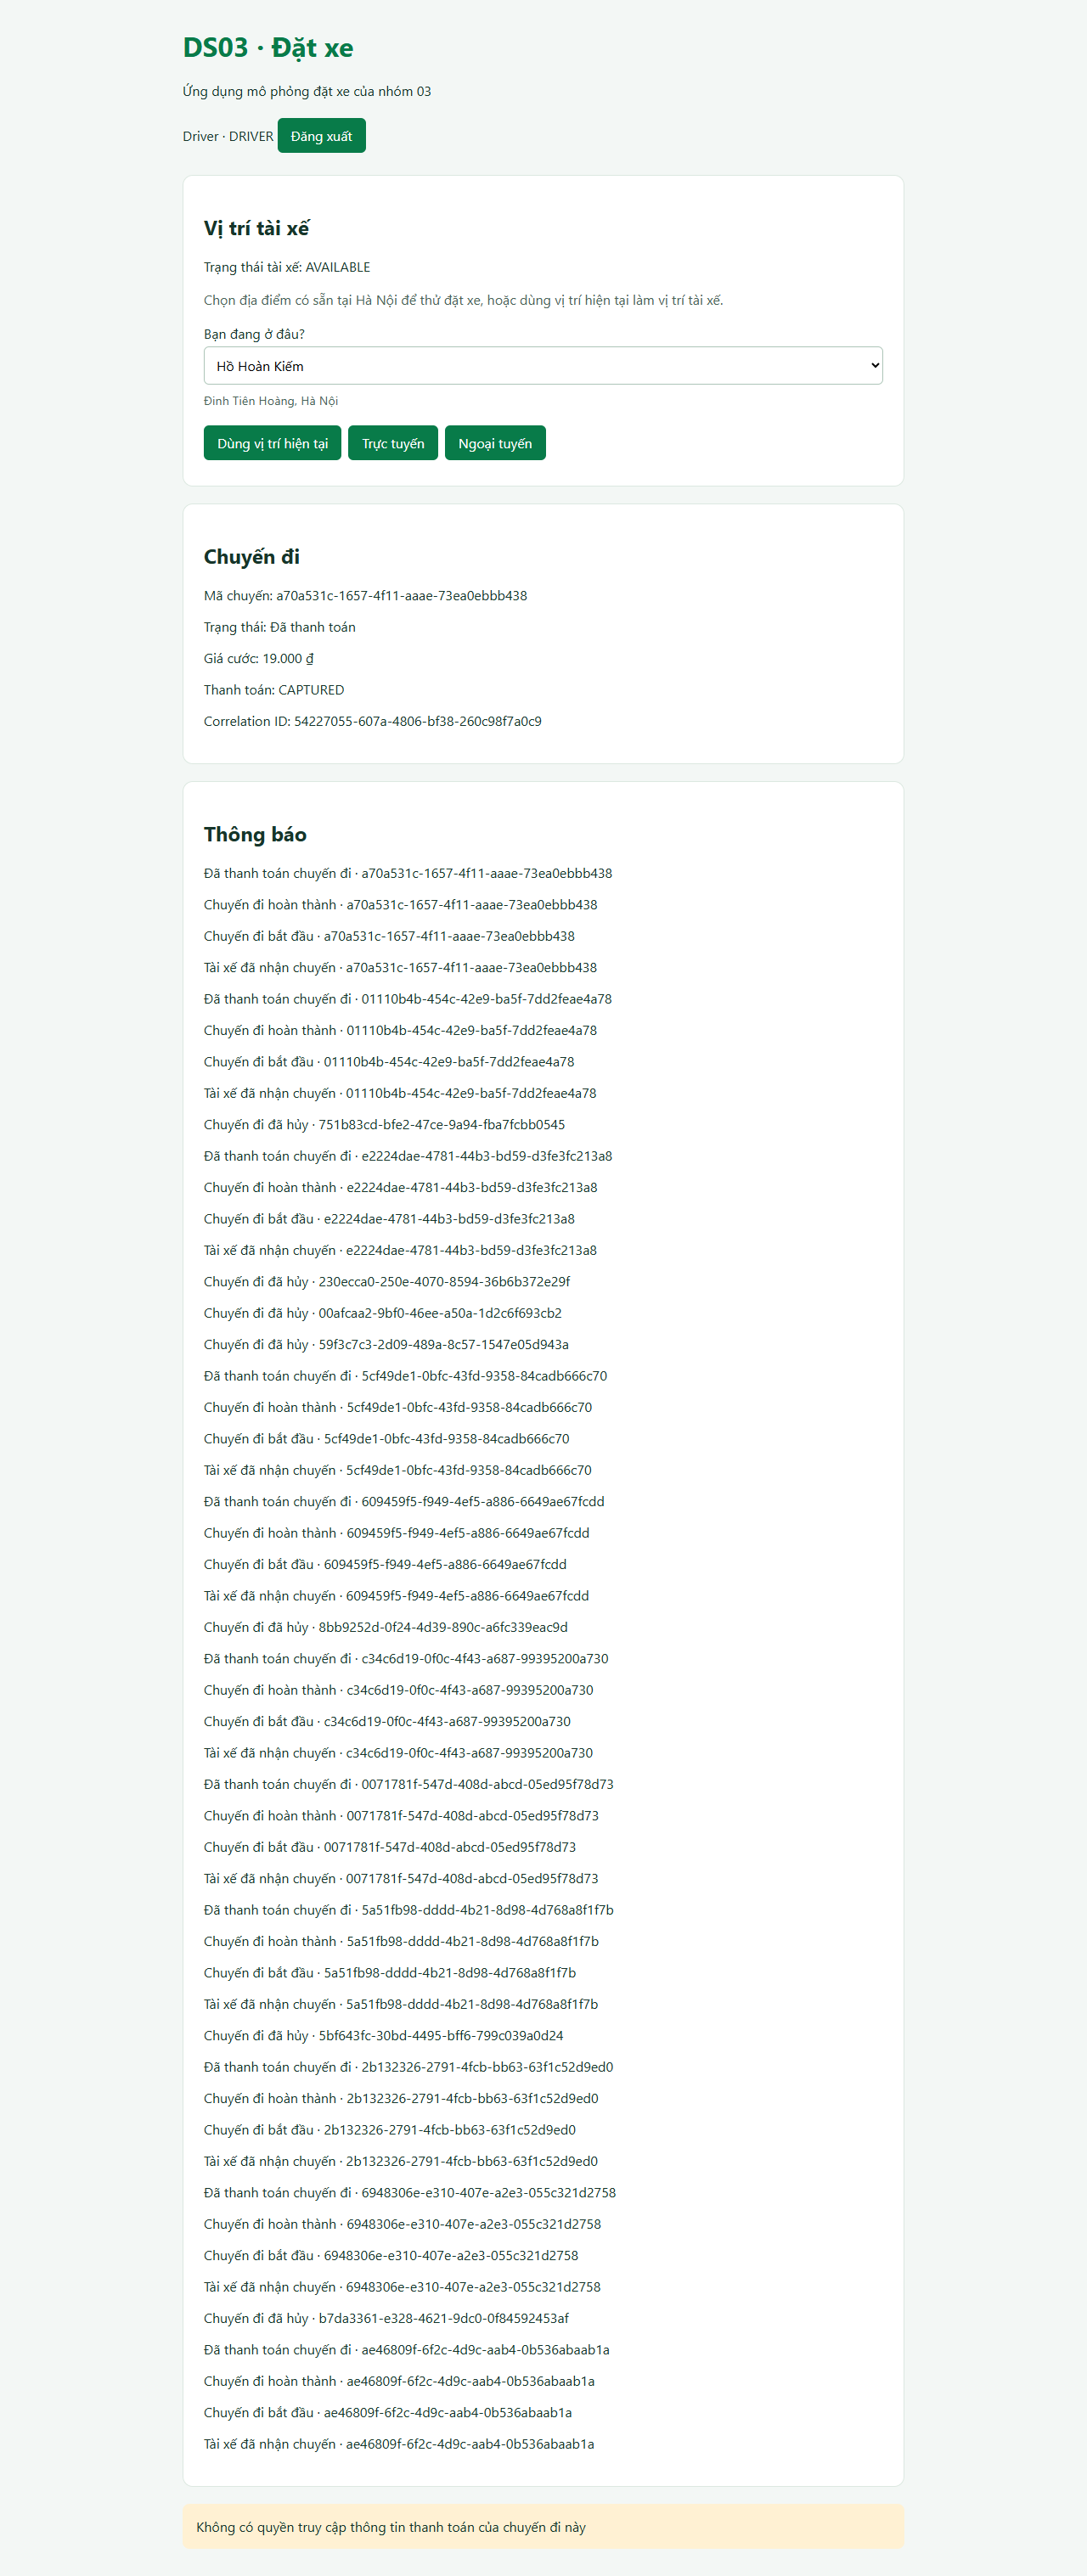 DS03 · Đặt xe
Ứng dụng mô phỏng đặt xe của nhóm 03
Driver · DRIVER Đăng xuất
Vị trí tài xế
Trạng thái tài xế: AVAILABLE
Chọn địa điểm có sẵn tại Hà Nội để thử đặt xe, hoặc dùng vị trí hiện tại làm vị trí tài xế.
Bạn đang ở đâu?
Hồ Hoàn Kiếm
Đinh Tiên Hoàng, Hà Nội
Dùng vị trí hiện tại Trực tuyến Ngoại tuyến
Chuyến đi
Mã chuyến: a70a531c-1657-4f11-aaae-73ea0ebbb438
Trạng thái: Đã thanh toán
Giá cước: 19.000 ₫
Thanh toán: CAPTURED
Correlation ID: 54227055-607a-4806-bf38-260c98f7a0c9
Thông báo
Đã thanh toán chuyến đi · a70a531c-1657-4f11-aaae-73ea0ebbb438
Chuyến đi hoàn thành · a70a531c-1657-4f11-aaae-73ea0ebbb438
Chuyến đi bắt đầu · a70a531c-1657-4f11-aaae-73ea0ebbb438
Tài xế đã nhận chuyến · a70a531c-1657-4f11-aaae-73ea0ebbb438
Đã thanh toán chuyến đi · 01110b4b-454c-42e9-ba5f-7dd2feae4a78
Chuyến đi hoàn thành · 01110b4b-454c-42e9-ba5f-7dd2feae4a78
Chuyến đi bắt đầu · 01110b4b-454c-42e9-ba5f-7dd2feae4a78
Tài xế đã nhận chuyến · 01110b4b-454c-42e9-ba5f-7dd2feae4a78
Chuyến đi đã hủy · 751b83cd-bfe2-47ce-9a94-fba7fcbb0545
Đã thanh toán chuyến đi · e2224dae-4781-44b3-bd59-d3fe3fc213a8
Chuyến đi hoàn thành · e2224dae-4781-44b3-bd59-d3fe3fc213a8
Chuyến đi bắt đầu · e2224dae-4781-44b3-bd59-d3fe3fc213a8
Tài xế đã nhận chuyến · e2224dae-4781-44b3-bd59-d3fe3fc213a8
Chuyến đi đã hủy · 230ecca0-250e-4070-8594-36b6b372e29f
Chuyến đi đã hủy · 00afcaa2-9bf0-46ee-a50a-1d2c6f693cb2
Chuyến đi đã hủy · 59f3c7c3-2d09-489a-8c57-1547e05d943a
Đã thanh toán chuyến đi · 5cf49de1-0bfc-43fd-9358-84cadb666c70
Chuyến đi hoàn thành · 5cf49de1-0bfc-43fd-9358-84cadb666c70
Chuyến đi bắt đầu · 5cf49de1-0bfc-43fd-9358-84cadb666c70
Tài xế đã nhận chuyến · 5cf49de1-0bfc-43fd-9358-84cadb666c70
Đã thanh toán chuyến đi · 609459f5-f949-4ef5-a886-6649ae67fcdd
Chuyến đi hoàn thành · 609459f5-f949-4ef5-a886-6649ae67fcdd
Chuyến đi bắt đầu · 609459f5-f949-4ef5-a886-6649ae67fcdd
Tài xế đã nhận chuyến · 609459f5-f949-4ef5-a886-6649ae67fcdd
Chuyến đi đã hủy · 8bb9252d-0f24-4d39-890c-a6fc339eac9d
Đã thanh toán chuyến đi · c34c6d19-0f0c-4f43-a687-99395200a730
Chuyến đi hoàn thành · c34c6d19-0f0c-4f43-a687-99395200a730
Chuyến đi bắt đầu · c34c6d19-0f0c-4f43-a687-99395200a730
Tài xế đã nhận chuyến · c34c6d19-0f0c-4f43-a687-99395200a730
Đã thanh toán chuyến đi · 0071781f-547d-408d-abcd-05ed95f78d73
Chuyến đi hoàn thành · 0071781f-547d-408d-abcd-05ed95f78d73
Chuyến đi bắt đầu · 0071781f-547d-408d-abcd-05ed95f78d73
Tài xế đã nhận chuyến · 0071781f-547d-408d-abcd-05ed95f78d73
Đã thanh toán chuyến đi · 5a51fb98-dddd-4b21-8d98-4d768a8f1f7b
Chuyến đi hoàn thành · 5a51fb98-dddd-4b21-8d98-4d768a8f1f7b
Chuyến đi bắt đầu · 5a51fb98-dddd-4b21-8d98-4d768a8f1f7b
Tài xế đã nhận chuyến · 5a51fb98-dddd-4b21-8d98-4d768a8f1f7b
Chuyến đi đã hủy · 5bf643fc-30bd-4495-bff6-799c039a0d24
Đã thanh toán chuyến đi · 2b132326-2791-4fcb-bb63-63f1c52d9ed0
Chuyến đi hoàn thành · 2b132326-2791-4fcb-bb63-63f1c52d9ed0
Chuyến đi bắt đầu · 2b132326-2791-4fcb-bb63-63f1c52d9ed0
Tài xế đã nhận chuyến · 2b132326-2791-4fcb-bb63-63f1c52d9ed0
Đã thanh toán chuyến đi · 6948306e-e310-407e-a2e3-055c321d2758
Chuyến đi hoàn thành · 6948306e-e310-407e-a2e3-055c321d2758
Chuyến đi bắt đầu · 6948306e-e310-407e-a2e3-055c321d2758
Tài xế đã nhận chuyến · 6948306e-e310-407e-a2e3-055c321d2758
Chuyến đi đã hủy · b7da3361-e328-4621-9dc0-0f84592453af
Đã thanh toán chuyến đi · ae46809f-6f2c-4d9c-aab4-0b536abaab1a
Chuyến đi hoàn thành · ae46809f-6f2c-4d9c-aab4-0b536abaab1a
Chuyến đi bắt đầu · ae46809f-6f2c-4d9c-aab4-0b536abaab1a
Tài xế đã nhận chuyến · ae46809f-6f2c-4d9c-aab4-0b536abaab1a
Không có quyền truy cập thông tin thanh toán của chuyến đi này